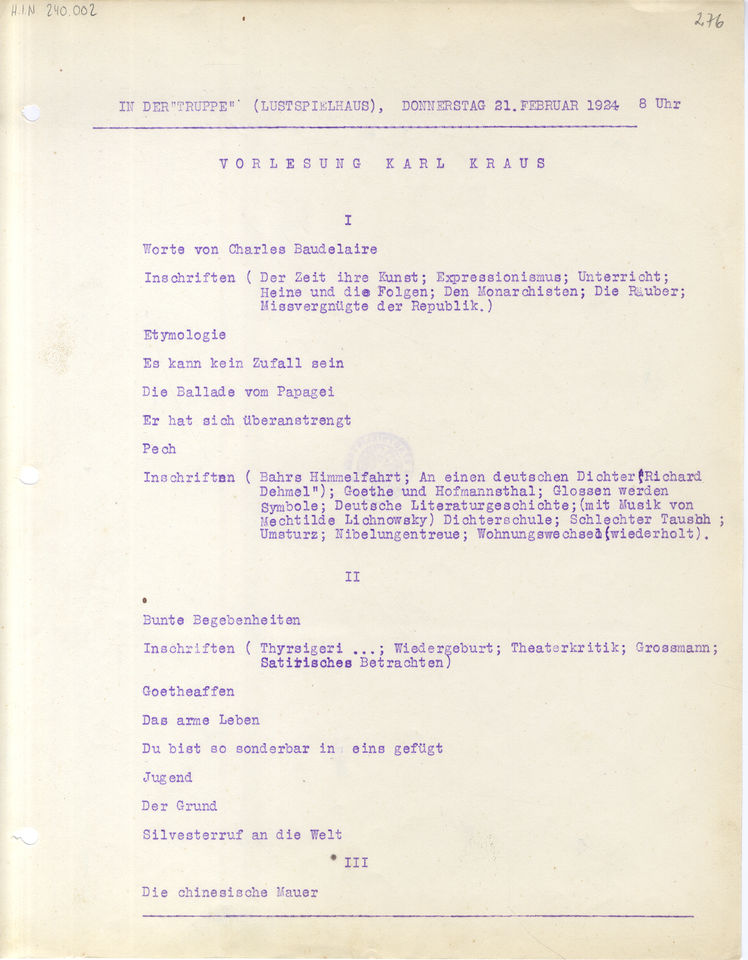 H.I.N 240.002
276
IN DER "TRUPPE" (LUSTSPIELHAUS), DONNERSTAG 21. FEBRUAR 1924 8 Uhr
VORLESUNG KARL KRAUS
I
Worte von Charles Baudelaire
Inschriften ( Der Zeit ihre Kunst; Expressionismus; Unterricht;
Heine und die Folgen; Den Monarchisten; Die Räuber;
Missvergnügte der Republik.)
Etymologie
Es kann kein Zufall sein
Die Ballade vom Papagei
Er hat sich überanstrengt
Pech
Inschriften ( Bahrs Himmelfahrt; An einen deutschen Dichter ("Richard
Dehmel"); Goethe und Hofmannsthal; Glossen werden
Symbole; Deutsche Literaturgeschichte; (mit Musik von
Mechtilde Lichnowsky) Dichterschule; Schlechter Tausch ;
Umsturz; Nibelungentreue; Wohnungswechsel (wiederholt).
II
Bunte Begebenheiten
Inschriften ( Thyrsigeri ...; Wiedergeburt; Theaterkritik; Grossmann;
Satirisches Betrachten)
Goetheaffen
Das arme Leben
Du bist so sonderbar in eins gefügt
Jugend
Der Grund
Silvesterruf an die Welt
III
Die chinesische Mauer